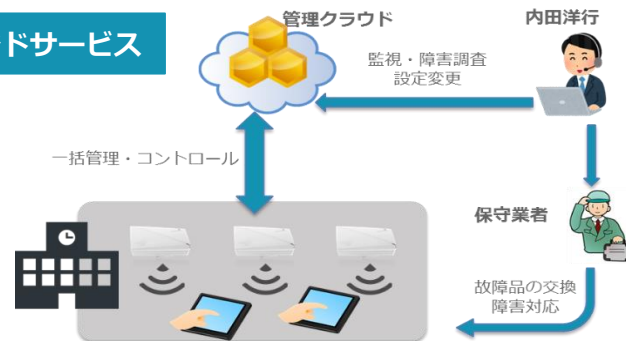 ドサービス
管理クラウド
内田洋行
監視・障害調査
設定変更
一括管理・コントロール
保守業者
故障品の交換
障害対応